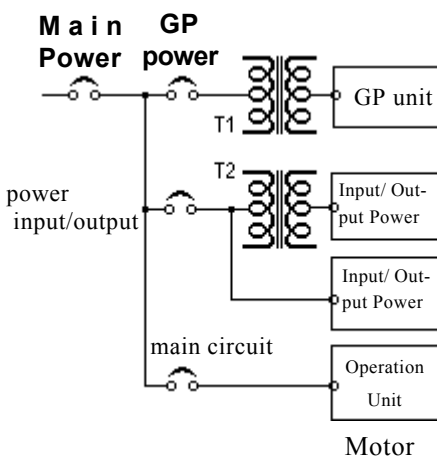 Main
Power
GP
power
T1
GP unit
T2
power
input/output
Input/ Out-
put Power
Input/ Out-
put Power
main circuit
Operation
Unit
Motor